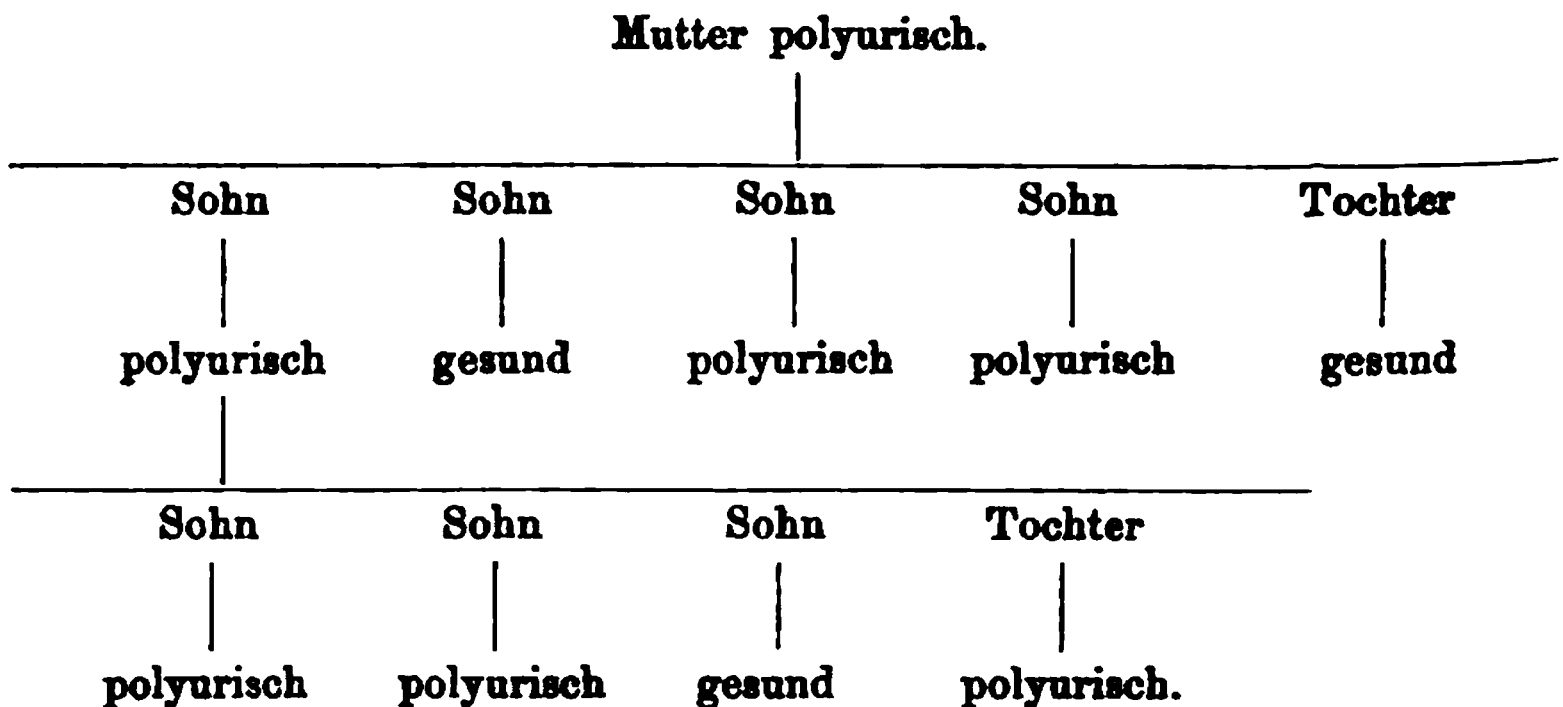 Mutter polyurisch.
Sohn Sohn Sohn Sohn Tochter
polyurisch gesund polyurisch polyurisch gesund
Sohn Sohn Sohn Tochter
polyurisch polyurisch gesund polyurisch.